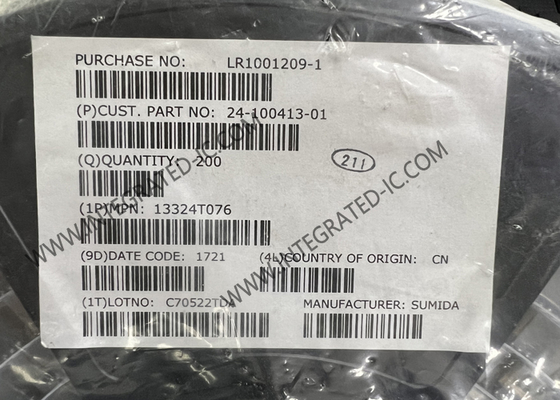 PURCHASE NO: LR1001209-1
(P)CUST. PART NO: 24-100413-01
(Q)QUANTITY: 200
211
(1P)MPN: 13324T076
(9D)DATE CODE: 1721 (4L)COUNTRY OF ORIGIN: CN
(1T)LOTNO: MANUFACTURER: SUMIDA
WWW.INTEGRATED-IC.COM
WWW.INTEGRATED-IC.COM